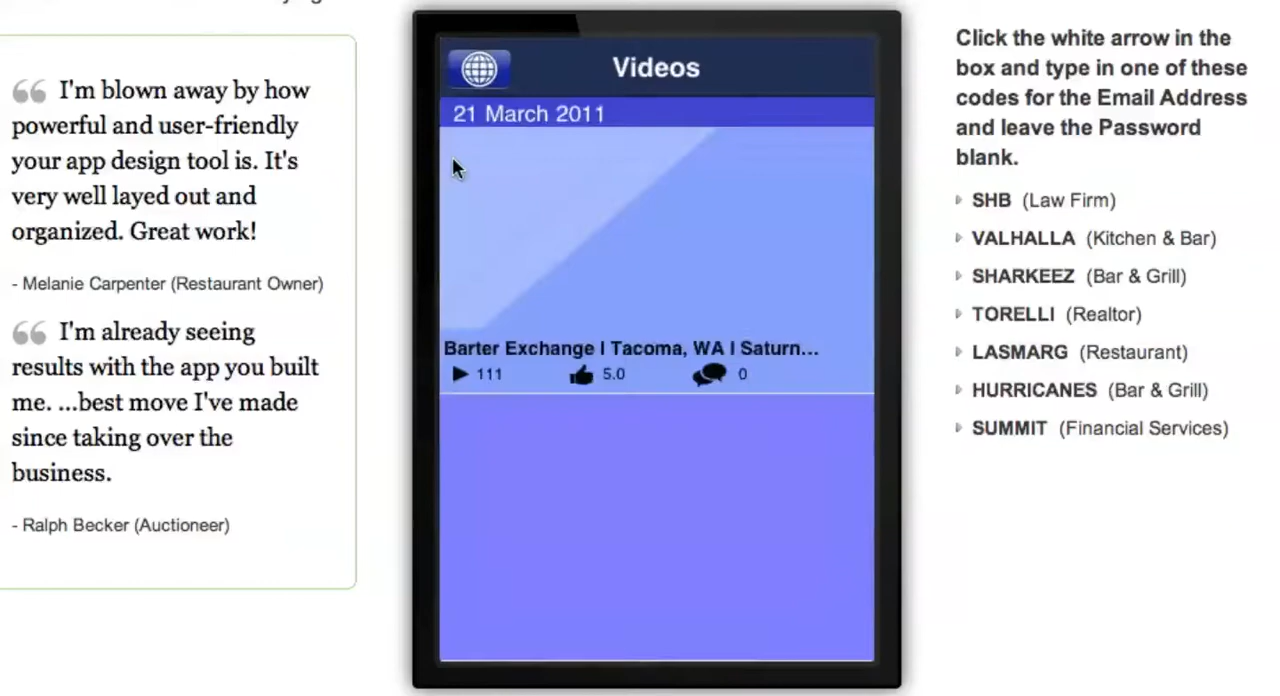 I'm blown away by how
powerful and user-friendly
your app design tool is. It's
very well layed out and
organized. Great work!
- Melanie Carpenter (Restaurant Owner)
I'm already seeing
results with the app you built
me. ...best move I've made
since taking over the
business.
- Ralph Becker (Auctioneer)
Videos
21 March 2011
Barter Exchange | Tacoma, WA | Saturn...
111 5.0 0
Click the white arrow in the
box and type in one of these
codes for the Email Address
and leave the Password
blank.
SHB (Law Firm)
VALHALLA (Kitchen & Bar)
SHARKEEZ (Bar & Grill)
TORELLI (Realtor)
LASMARG (Restaurant)
HURRICANES (Bar & Grill)
SUMMIT (Financial Services)